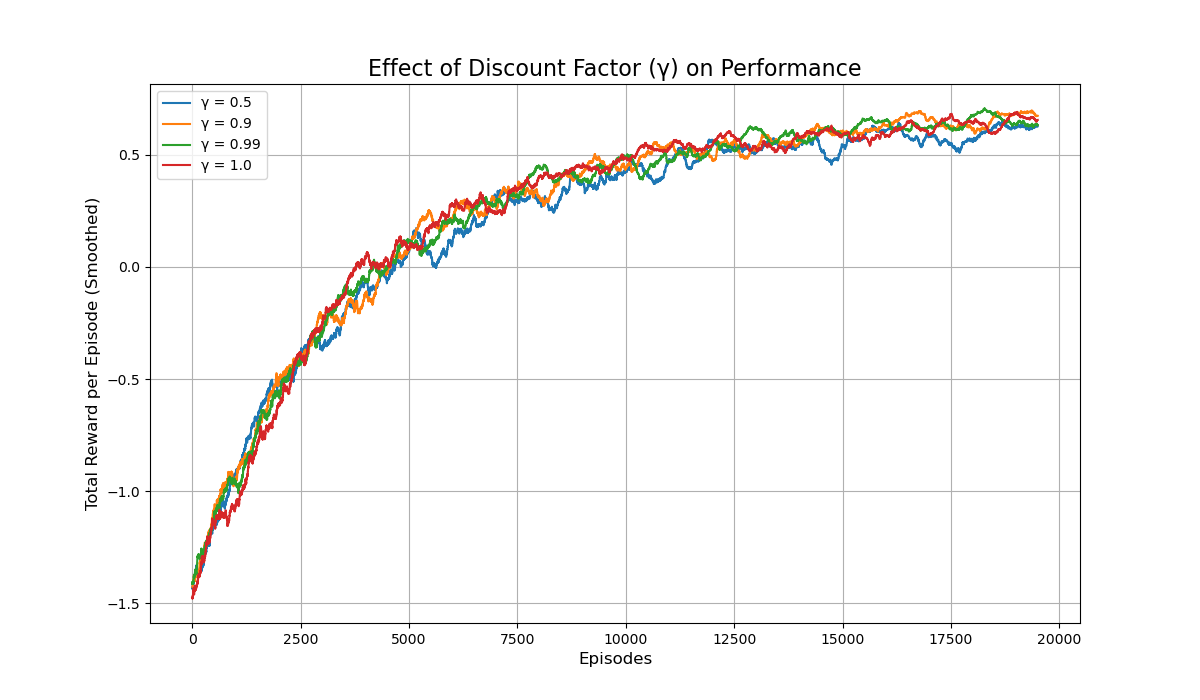 Effect of Discount Factor (γ) on Performance
γ = 0.5
γ = 0.9
γ = 0.99
γ = 1.0
Total Reward per Episode (Smoothed)
0.5
0.0
−0.5
−1.0
−1.5
0 2500 5000 7500 10000 12500 15000 17500 20000
Episodes